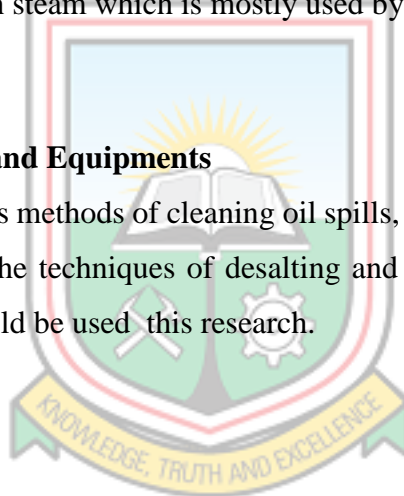 n steam which is mostly used by
and Equipments
s methods of cleaning oil spills,
he techniques of desalting and
ld be used this research.
KNOWLEDGE, TRUTH AND EXCELLENCE